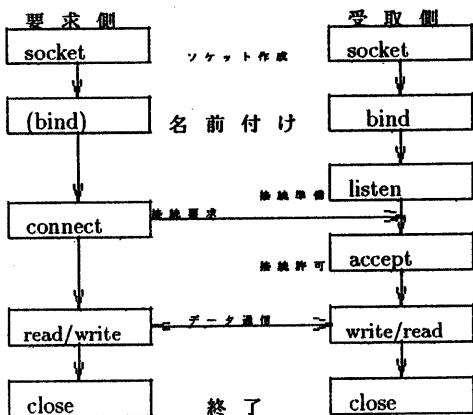 要求側 受取側
socket ソケット作成 socket
(bind) 名前付け bind
接続準備 listen
connect 接続要求
接続許可 accept
read/write データ通信 write/read
close 終了 close